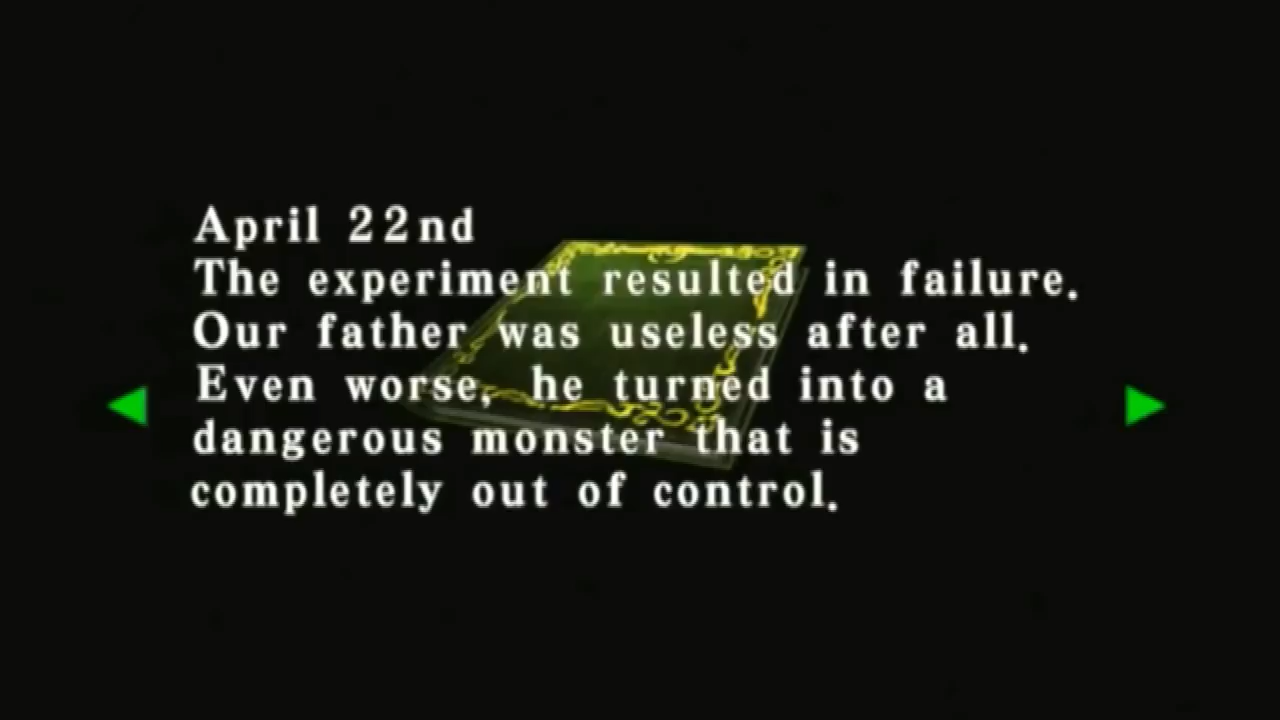 April 22nd
The experiment resulted in failure.
Our father was useless after all.
Even worse, he turned into a
dangerous monster that is
completely out of control.